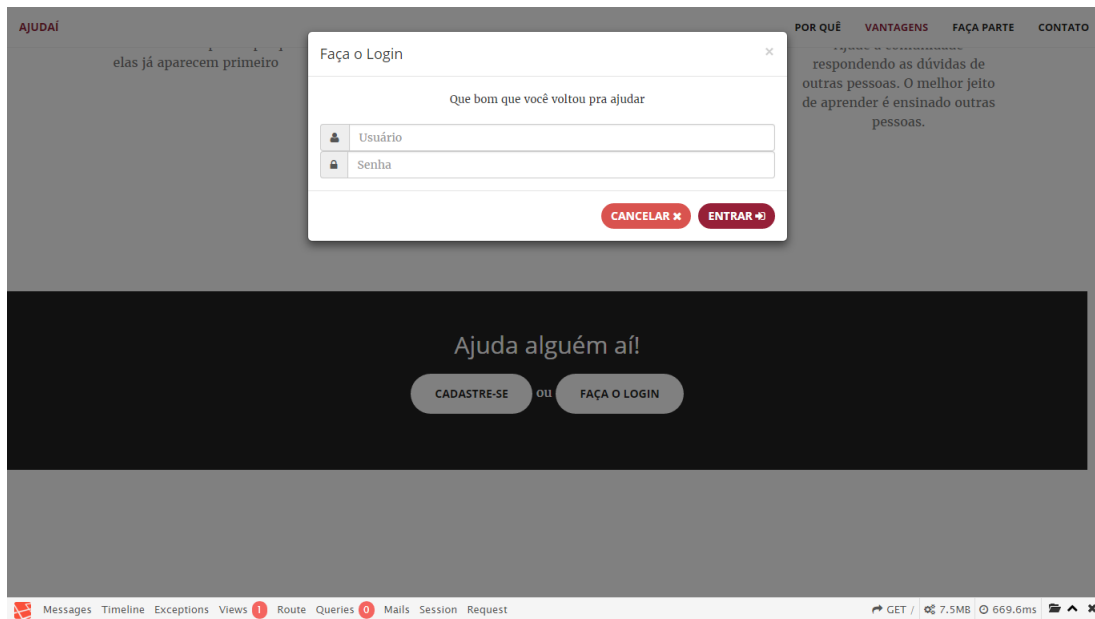 AJUDAÍ
POR QUÊ VANTAGENS FAÇA PARTE CONTATO
elas já aparecem primeiro
respondendo as dúvidas de
outras pessoas. O melhor jeito
de aprender é ensinado outras
pessoas.
Faça o Login
×
Que bom que você voltou pra ajudar
Usuário
Senha
CANCELAR
ENTRAR
Ajuda alguém aí!
CADASTRE-SE ou FAÇA O LOGIN
Messages Timeline Exceptions Views 1 Route Queries 0 Mails Session Request GET / 7.5MB 669.6ms